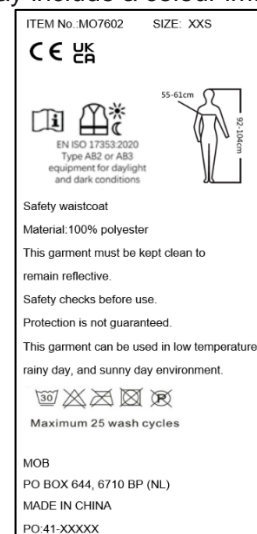 ay include a colour
ITEM No.:MO7602 SIZE: XXS
CE UK CA
55-61cm
92-104cm
EN ISO 17353:2020
Type AB2 or AB3
equipment for daylight
and dark conditions
Safety waistcoat
Material:100% polyester
This garment must be kept clean to
remain reflective.
Safety checks before use.
Protection is not guaranteed.
This garment can be used in low temperature
rainy day, and sunny day environment.
30 P
Maximum 25 wash cycles
MOB
PO BOX 644, 6710 BP (NL)
MADE IN CHINA
PO:41-XXXXX